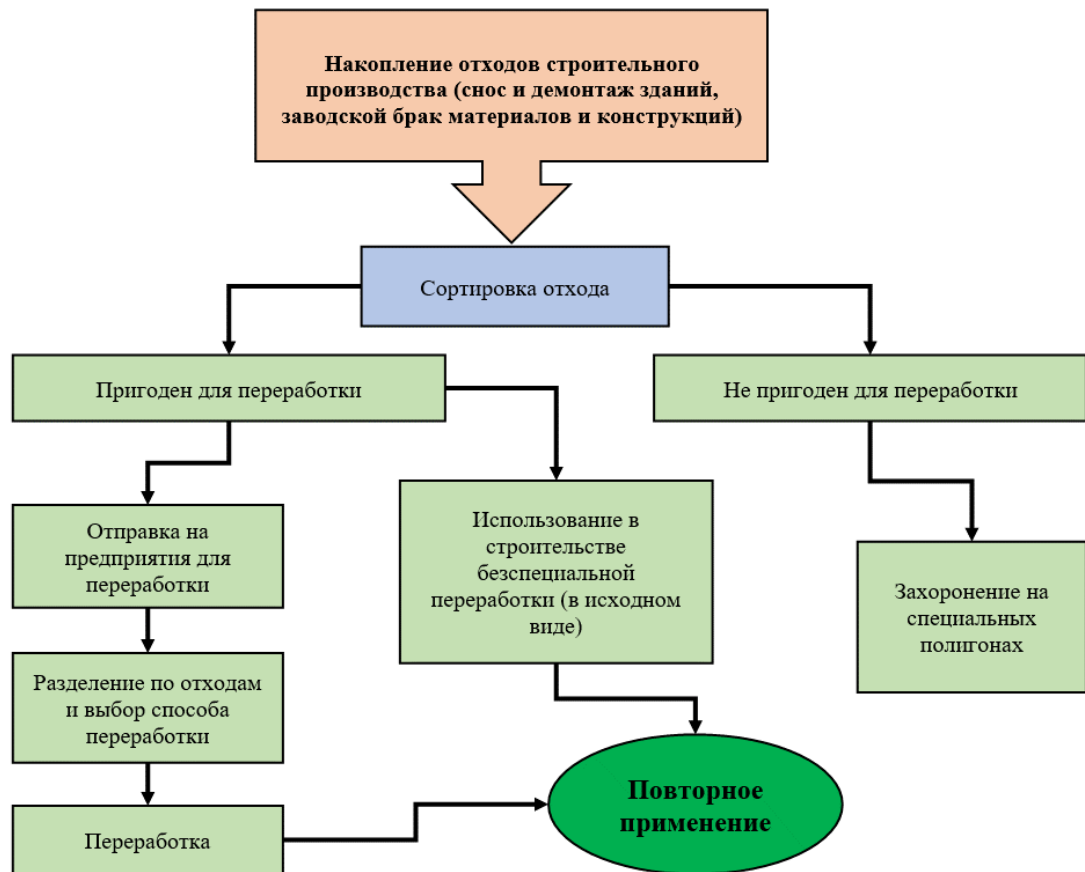 Накопление отходов строительного
производства (снос и демонтаж зданий,
заводской брак материалов и конструкций)
Сортировка отхода
Пригоден для переработки
Не пригоден для переработки
Отправка на
предприятия для
переработки
Использование в
строительстве
безспециальной
переработки (в исходном
виде)
Захоронение на
специальных
полигонах
Разделение по отходам
и выбор способа
переработки
Повторное
применение
Переработка